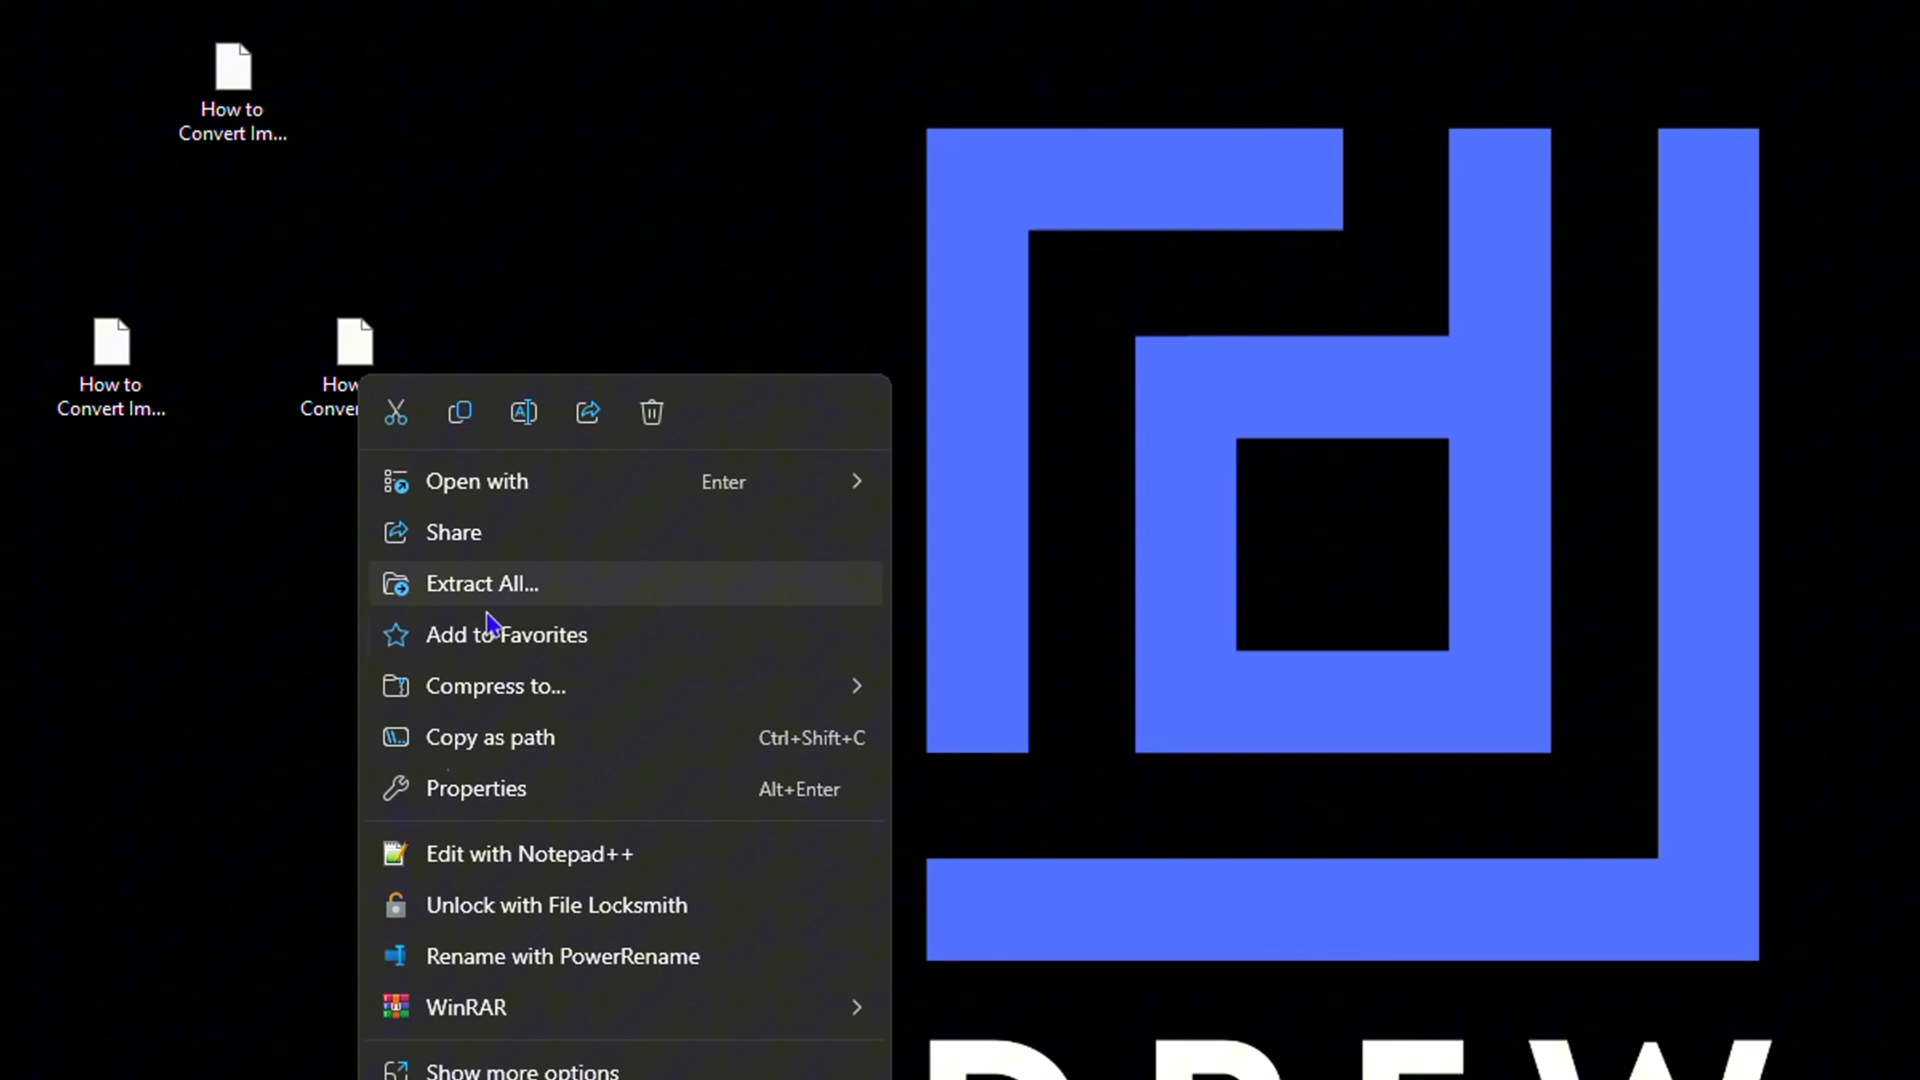 How to
Convert Im...
How to
Convert Im...
How
Conve
Open with Enter
Share
Extract All...
Add to Favorites
Compress to...
Copy as path Ctrl+Shift+C
Properties Alt+Enter
Edit with Notepad++
Unlock with File Locksmith
Rename with PowerRename
WinRAR
Show more options
DREW